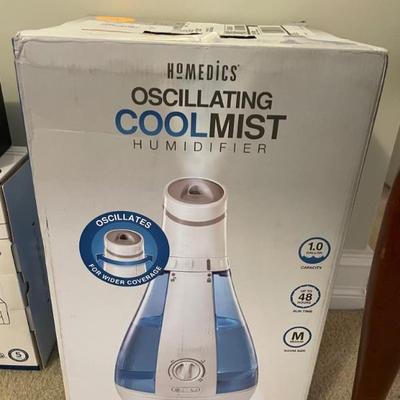 HOMEDICS
OSCILLATING
COOLMIST
HUMIDIFIER
OSCILLATES
FOR WIDER COVERAGE
1.0
GALLON
CAPACITY
UP TO
48
HOURS
RUN TIME
M
ROOM SIZE
S